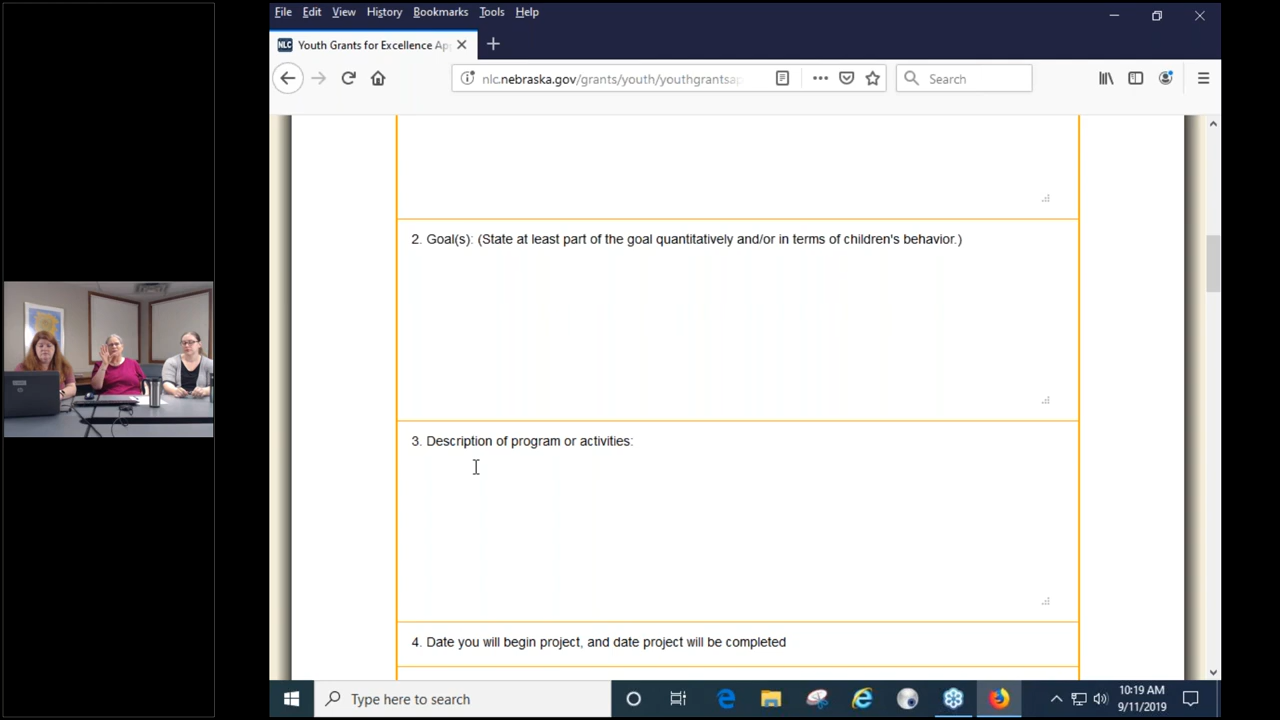 File Edit View History Bookmarks Tools Help
NLC Youth Grants for Excellence Ap
nlc.nebraska.gov/grants/youth/youthgrantsap
Search
2. Goal(s): (State at least part of the goal quantitatively and/or in terms of children's behavior.)
3. Description of program or activities:
4. Date you will begin project, and date project will be completed
Type here to search
10:19 AM
9/11/2019